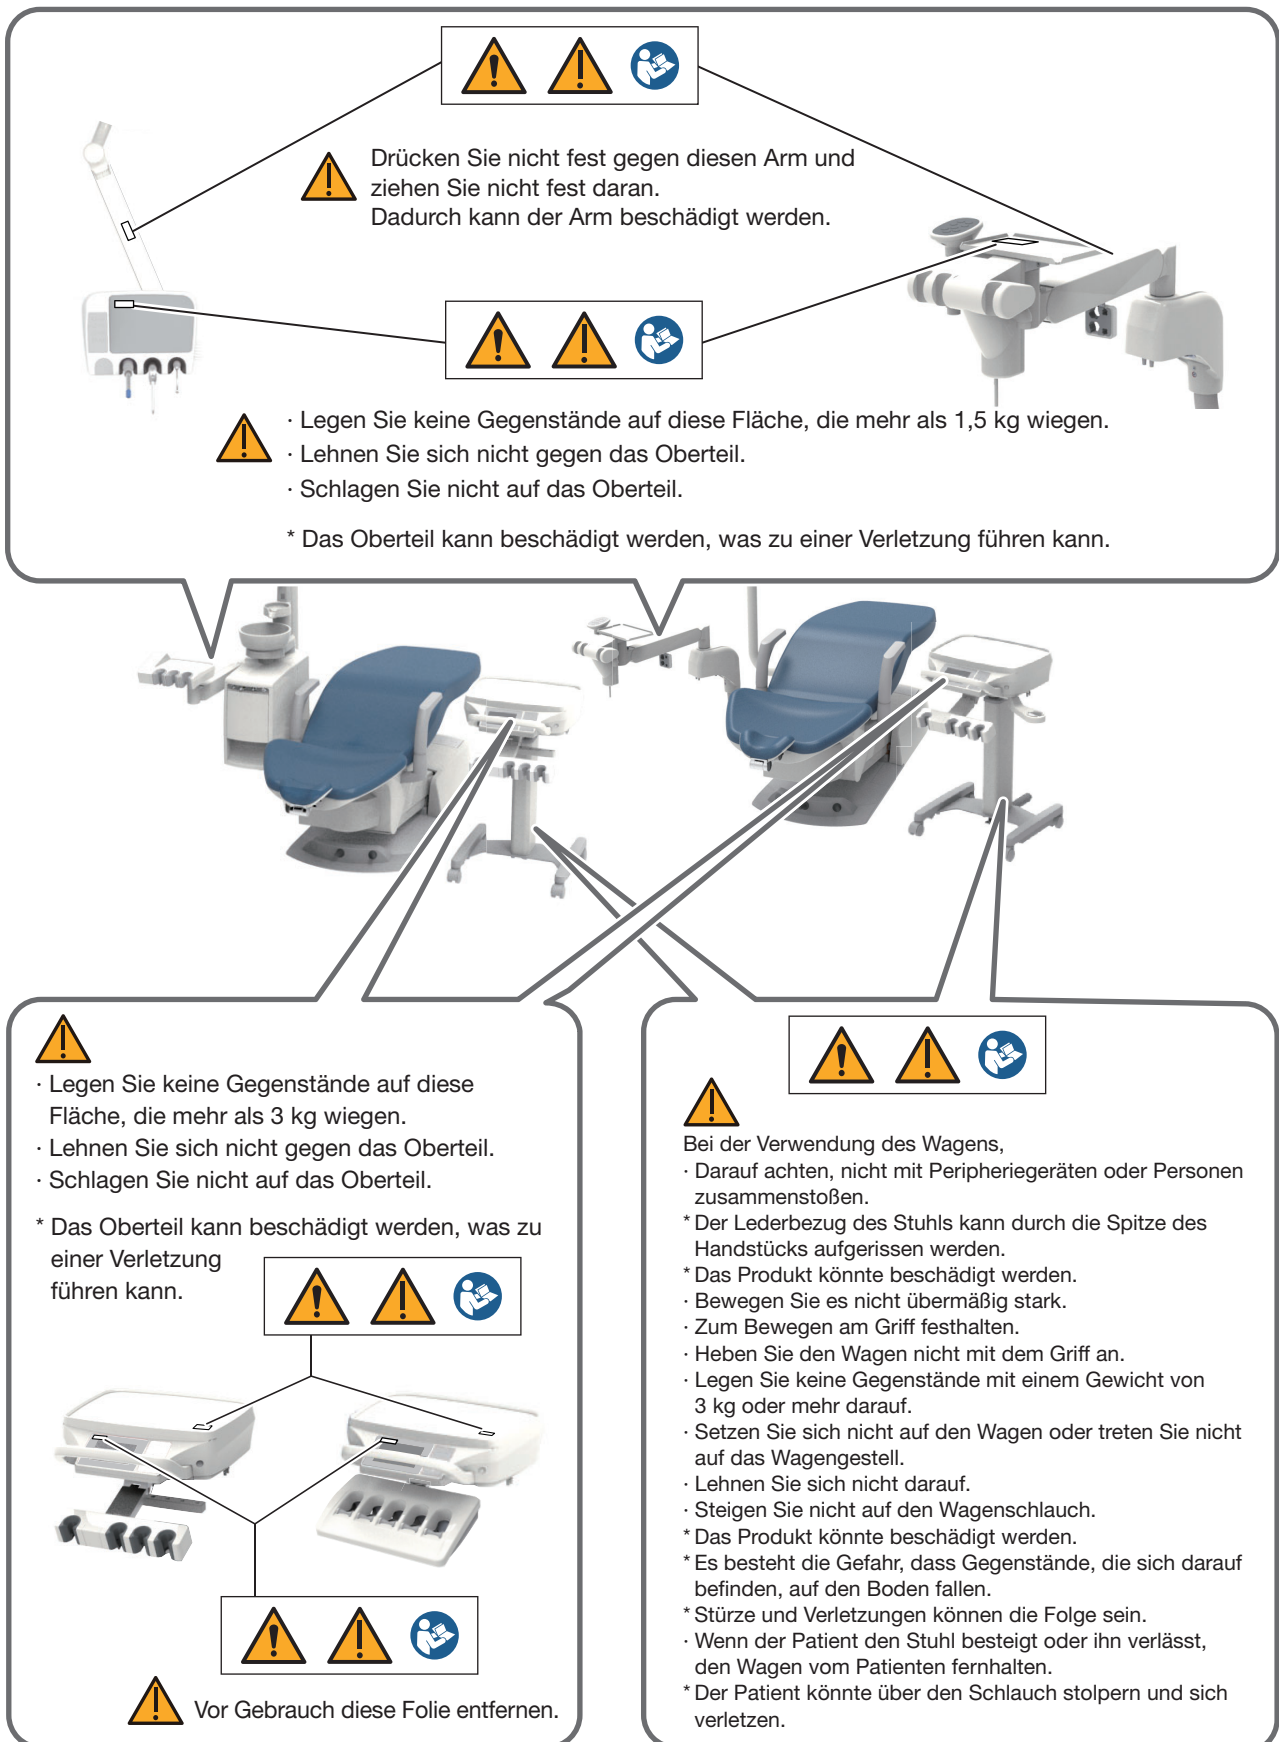 Drücken Sie nicht fest gegen diesen Arm und
ziehen Sie nicht fest daran.
Dadurch kann der Arm beschädigt werden.
· Legen Sie keine Gegenstände auf diese Fläche, die mehr als 1,5 kg wiegen.
· Lehnen Sie sich nicht gegen das Oberteil.
· Schlagen Sie nicht auf das Oberteil.
* Das Oberteil kann beschädigt werden, was zu einer Verletzung führen kann.
· Legen Sie keine Gegenstände auf diese
Fläche, die mehr als 3 kg wiegen.
· Lehnen Sie sich nicht gegen das Oberteil.
· Schlagen Sie nicht auf das Oberteil.
* Das Oberteil kann beschädigt werden, was zu
einer Verletzung
führen kann.
Vor Gebrauch diese Folie entfernen.
Bei der Verwendung des Wagens,
· Darauf achten, nicht mit Peripheriegeräten oder Personen
zusammenstoßen.
* Der Lederbezug des Stuhls kann durch die Spitze des
Handstücks aufgerissen werden.
* Das Produkt könnte beschädigt werden.
· Bewegen Sie es nicht übermäßig stark.
· Zum Bewegen am Griff festhalten.
· Heben Sie den Wagen nicht mit dem Griff an.
· Legen Sie keine Gegenstände mit einem Gewicht von
3 kg oder mehr darauf.
· Setzen Sie sich nicht auf den Wagen oder treten Sie nicht
auf das Wagengestell.
· Lehnen Sie sich nicht darauf.
· Steigen Sie nicht auf den Wagenschlauch.
* Das Produkt könnte beschädigt werden.
* Es besteht die Gefahr, dass Gegenstände, die sich darauf
befinden, auf den Boden fallen.
* Stürze und Verletzungen können die Folge sein.
· Wenn der Patient den Stuhl besteigt oder ihn verlässt,
den Wagen vom Patienten fernhalten.
* Der Patient könnte über den Schlauch stolpern und sich
verletzen.